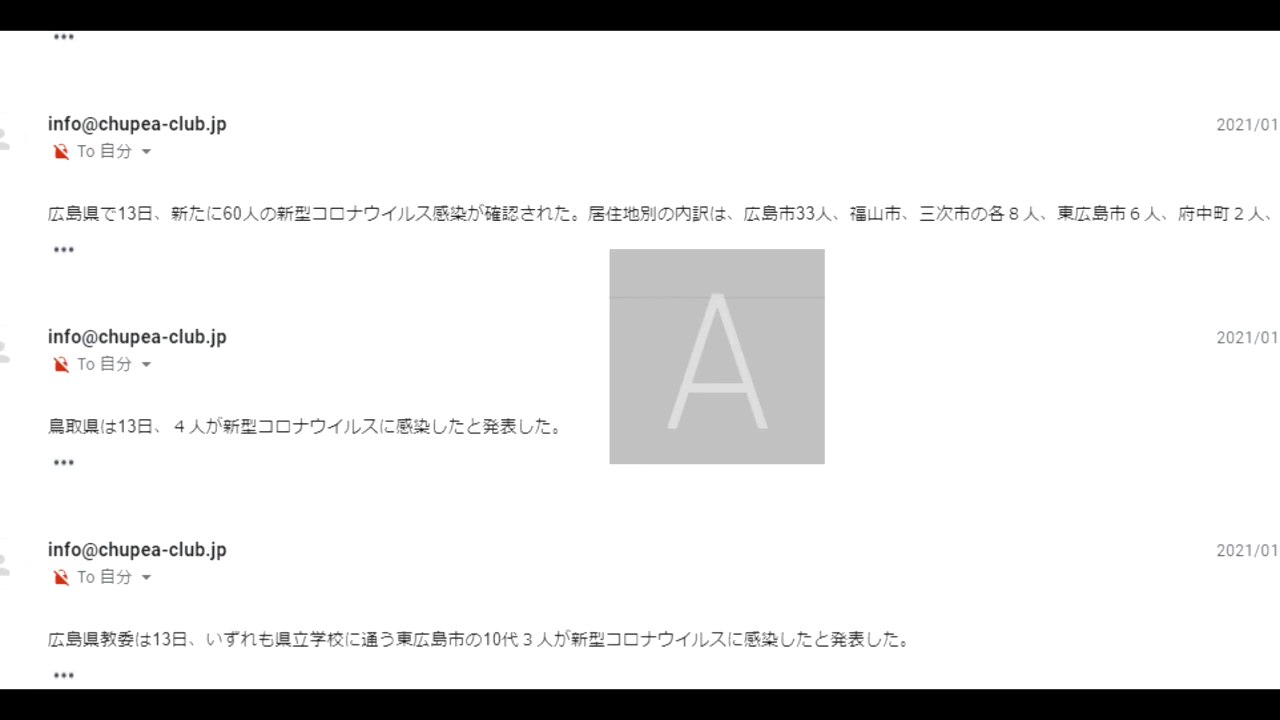 info@chupea-club.jp
2021/01
To 自分
広島県で13日、新たに60人の新型コロナウイルス感染が確認された。居住地別の内訳は、広島市33人、福山市、三次市の各８人、東広島市６人、府中町２人、
A
info@chupea-club.jp
2021/01
To 自分
鳥取県は13日、４人が新型コロナウイルスに感染したと発表した。
info@chupea-club.jp
2021/01
To 自分
広島県教委は13日、いずれも県立学校に通う東広島市の10代３人が新型コロナウイルスに感染したと発表した。